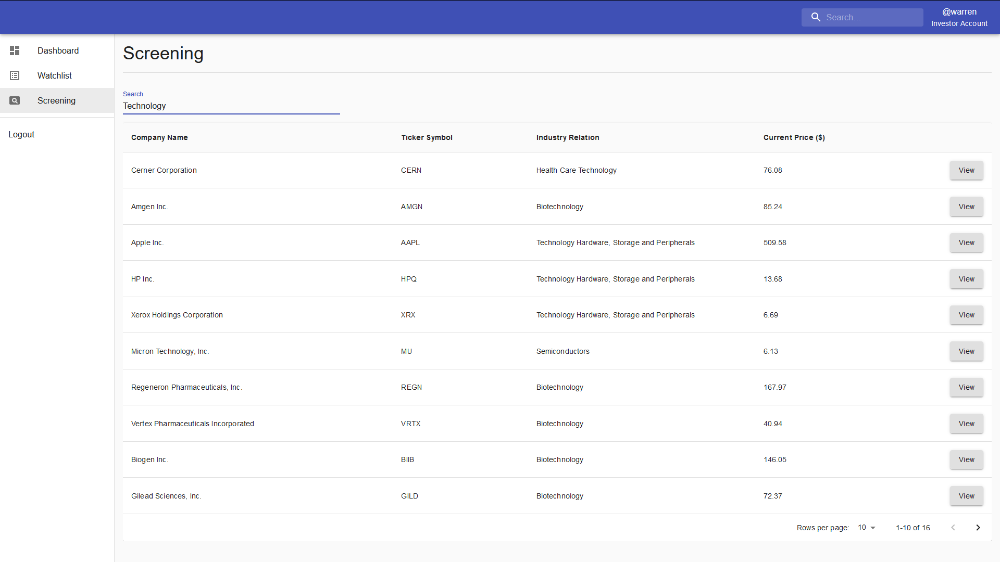 Search...
@warren
Investor Account
Dashboard
Watchlist
Screening
Logout
Screening
Search
Technology
Company Name Ticker Symbol Industry Relation Current Price ($)
Cerner Corporation CERN Health Care Technology 76.08 View
Amgen Inc. AMGN Biotechnology 85.24 View
Apple Inc. AAPL Technology Hardware, Storage and Peripherals 509.58 View
HP Inc. HPQ Technology Hardware, Storage and Peripherals 13.68 View
Xerox Holdings Corporation XRX Technology Hardware, Storage and Peripherals 6.69 View
Micron Technology, Inc. MU Semiconductors 6.13 View
Regeneron Pharmaceuticals, Inc. REGN Biotechnology 167.97 View
Vertex Pharmaceuticals Incorporated VRTX Biotechnology 40.94 View
Biogen Inc. BIIB Biotechnology 146.05 View
Gilead Sciences, Inc. GILD Biotechnology 72.37 View
Rows per page: 10 1-10 of 16